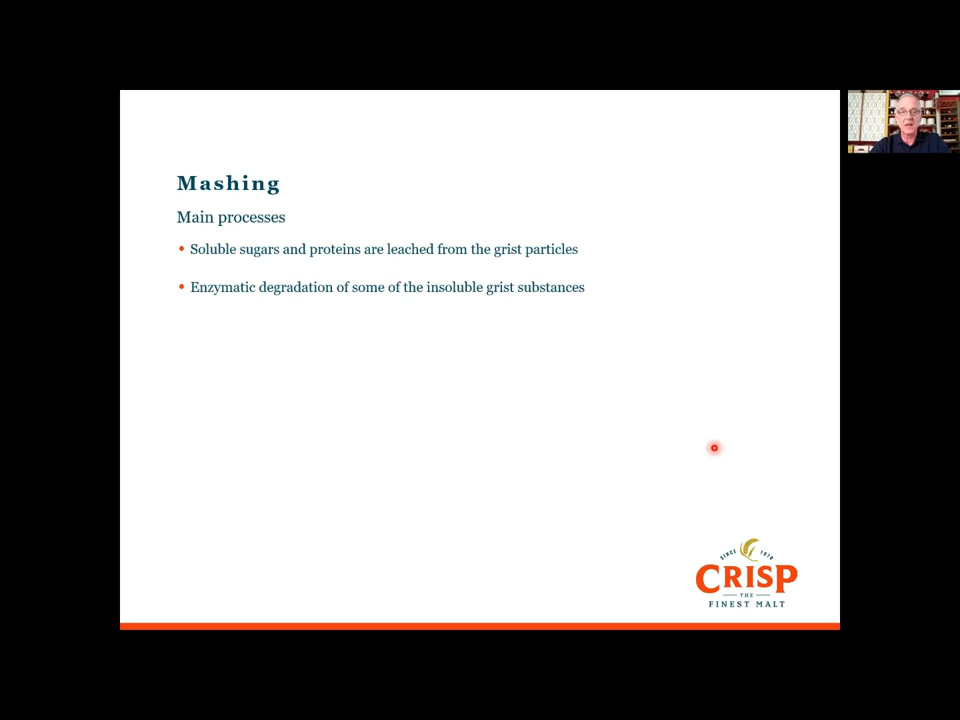 Mashing
Main processes
• Soluble sugars and proteins are leached from the grist particles
• Enzymatic degradation of some of the insoluble grist substances
SINCE 1870
CRISP
THE
FINEST MALT